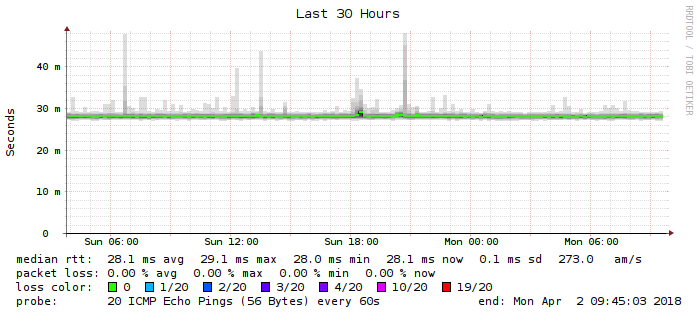 Last 30 Hours
RRDTOOL / TOBI OETIKER
Seconds
40 m
30 m
20 m
10 m
0
Sun 06:00 Sun 12:00 Sun 18:00 Mon 00:00 Mon 06:00
median rtt: 28.1 ms avg 29.1 ms max 28.0 ms min 28.1 ms now 0.1 ms sd 273.0 am/s
packet loss: 0.00 % avg 0.00 % max 0.00 % min 0.00 % now
loss color: 0 1/20 2/20 3/20 4/20 10/20 19/20
probe: 20 ICMP Echo Pings (56 Bytes) every 60s end: Mon Apr 2 09:45:03 2018